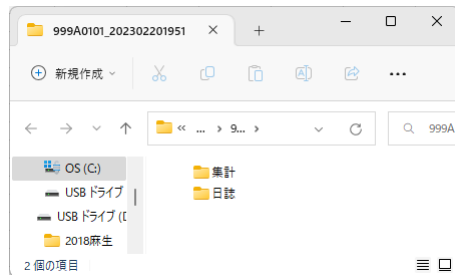 999A0101_202302201951
新規作成
« ... > 9... >
999A
OS (C:)
USB ドライブ
USB ドライブ (D
2018麻生
集計
日誌
2 個の項目